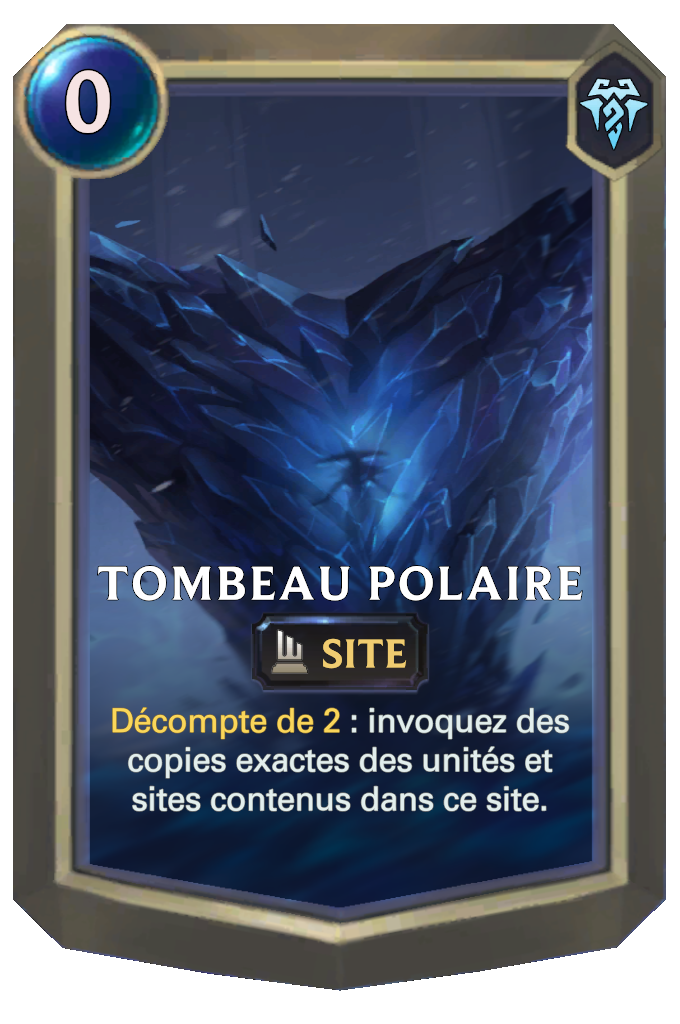 0
TOMBEAU POLAIRE
SITE
Décompte de 2 : invoquez des
copies exactes des unités et
sites contenus dans ce site.